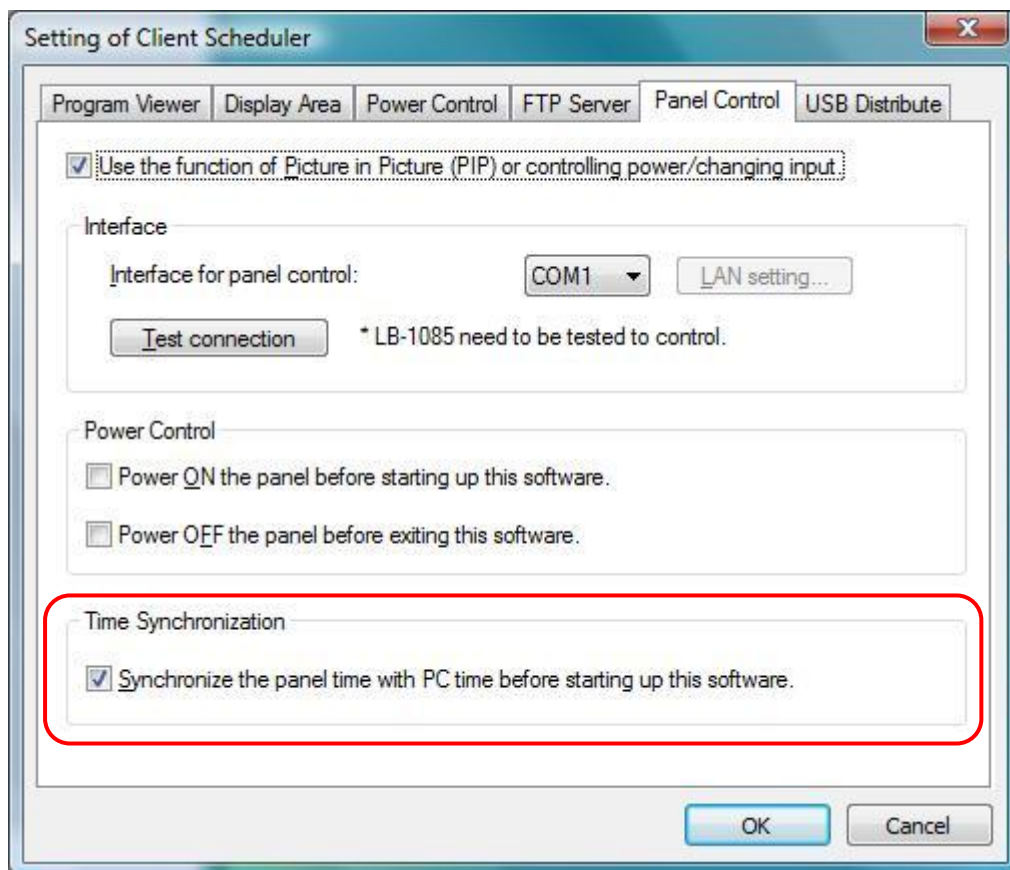 Setting of Client Scheduler
Program Viewer Display Area Power Control FTP Server Panel Control USB Distribute
Use the function of Picture in Picture (PIP) or controlling power/changing input.
Interface
Interface for panel control: COM1 LAN setting...
Test connection * LB-1085 need to be tested to control.
Power Control
Power ON the panel before starting up this software.
Power OFF the panel before exiting this software.
Time Synchronization
Synchronize the panel time with PC time before starting up this software.
OK Cancel